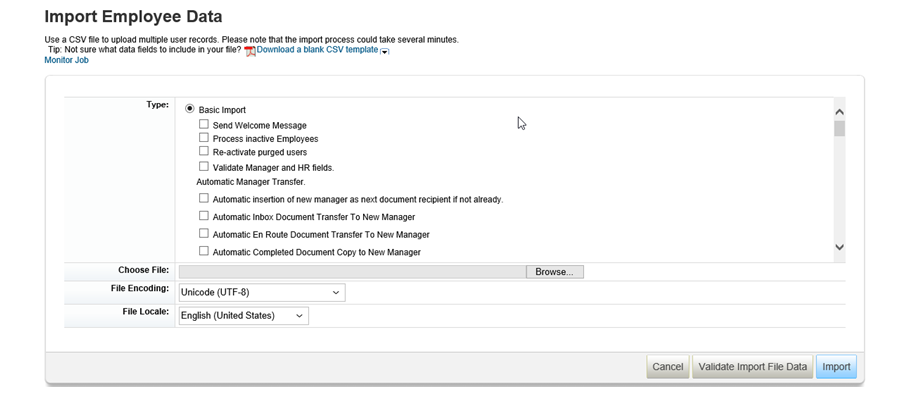 Import Employee Data
Use a CSV file to upload multiple user records. Please note that the import process could take several minutes.
Tip: Not sure what data fields to include in your file? Download a blank CSV template
Monitor Job
Type:
Basic Import
Send Welcome Message
Process inactive Employees
Re-activate purged users
Validate Manager and HR fields.
Automatic Manager Transfer.
Automatic insertion of new manager as next document recipient if not already.
Automatic Inbox Document Transfer To New Manager
Automatic En Route Document Transfer To New Manager
Automatic Completed Document Copy to New Manager
Choose File: Browse...
File Encoding: Unicode (UTF-8)
File Locale: English (United States)
Cancel Validate Import File Data Import